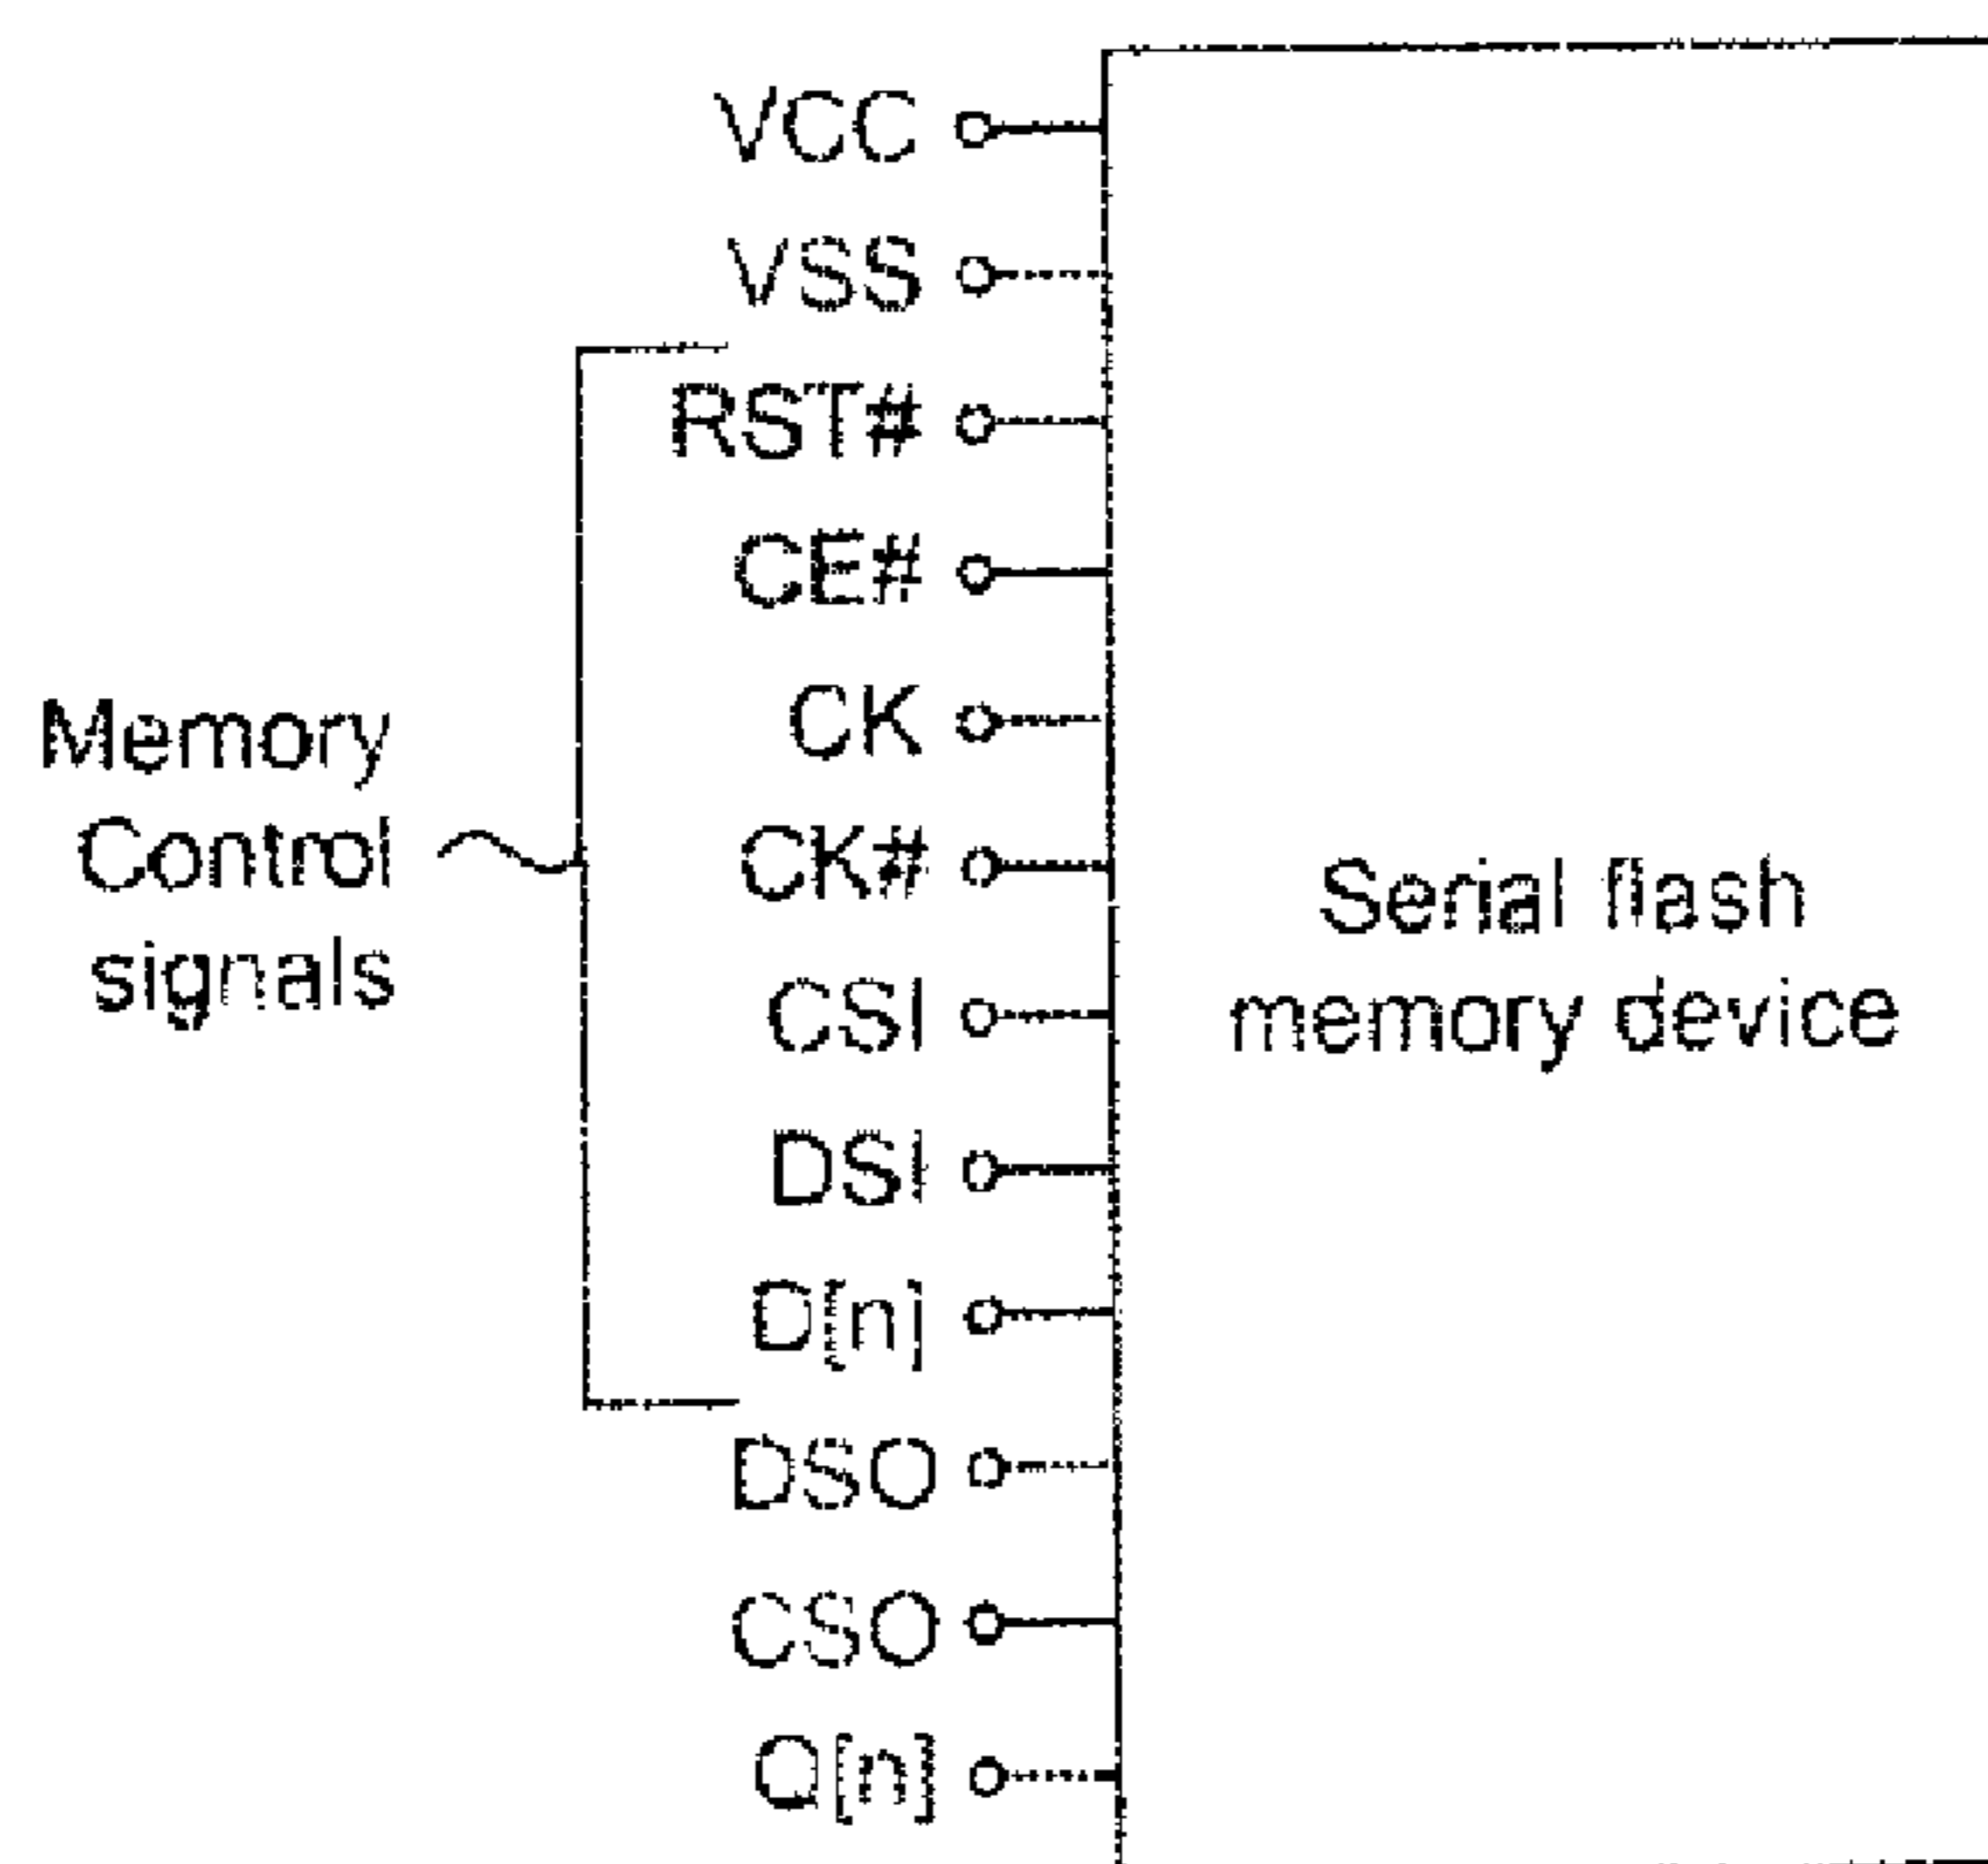 VCC
VSS
RST#
CE#
CK
CK#
CSI
DSI
D[n]
DSO
CSO
Q[n]
Memory
Control
signals
Serial flash
memory device